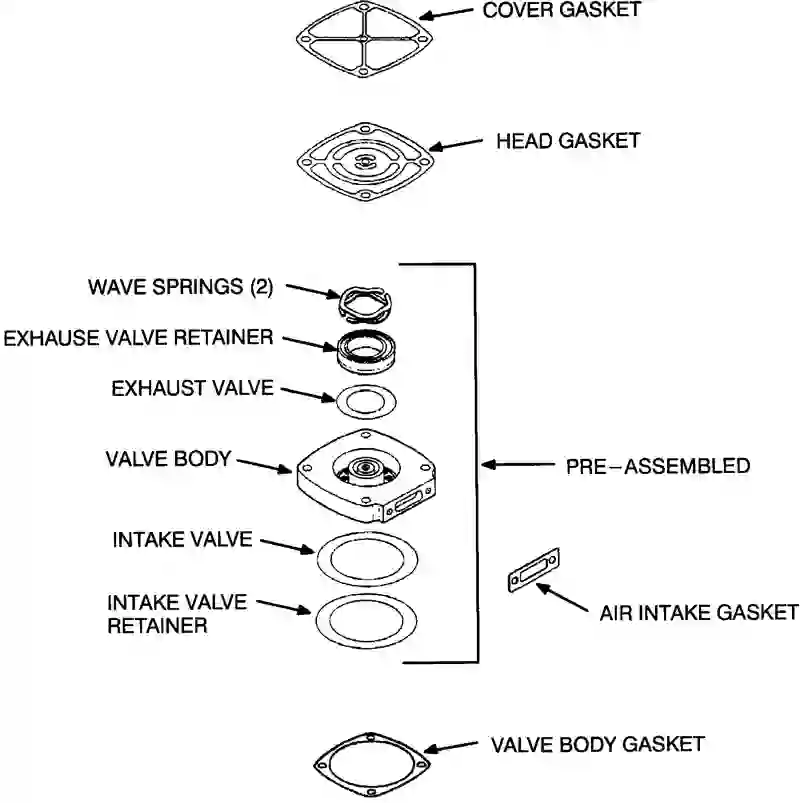 COVER GASKET
HEAD GASKET
WAVE SPRINGS (2)
EXHAUSE VALVE RETAINER
EXHAUST VALVE
VALVE BODY
PRE-ASSEMBLED
INTAKE VALVE
INTAKE VALVE
RETAINER
AIR INTAKE GASKET
VALVE BODY GASKET